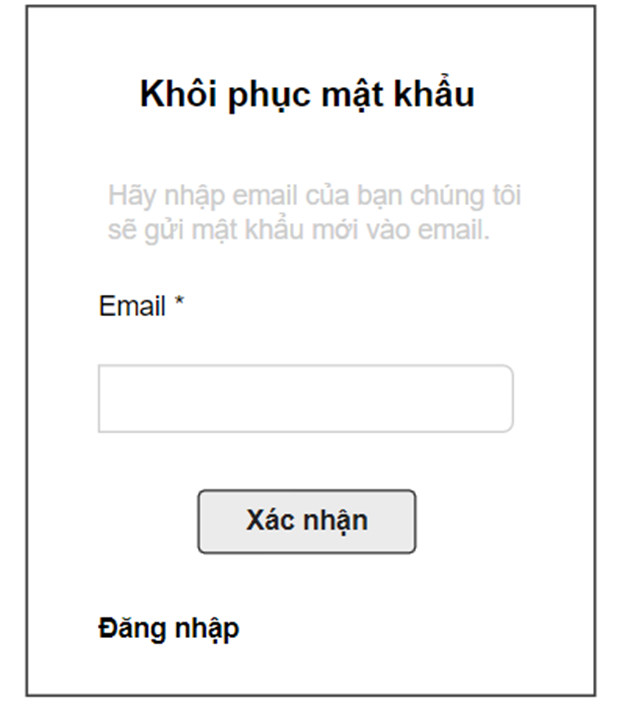 Khôi phục mật khẩu
Hãy nhập email của bạn chúng tôi
sẽ gửi mật khẩu mới vào email.
Email *
Xác nhận
Đăng nhập